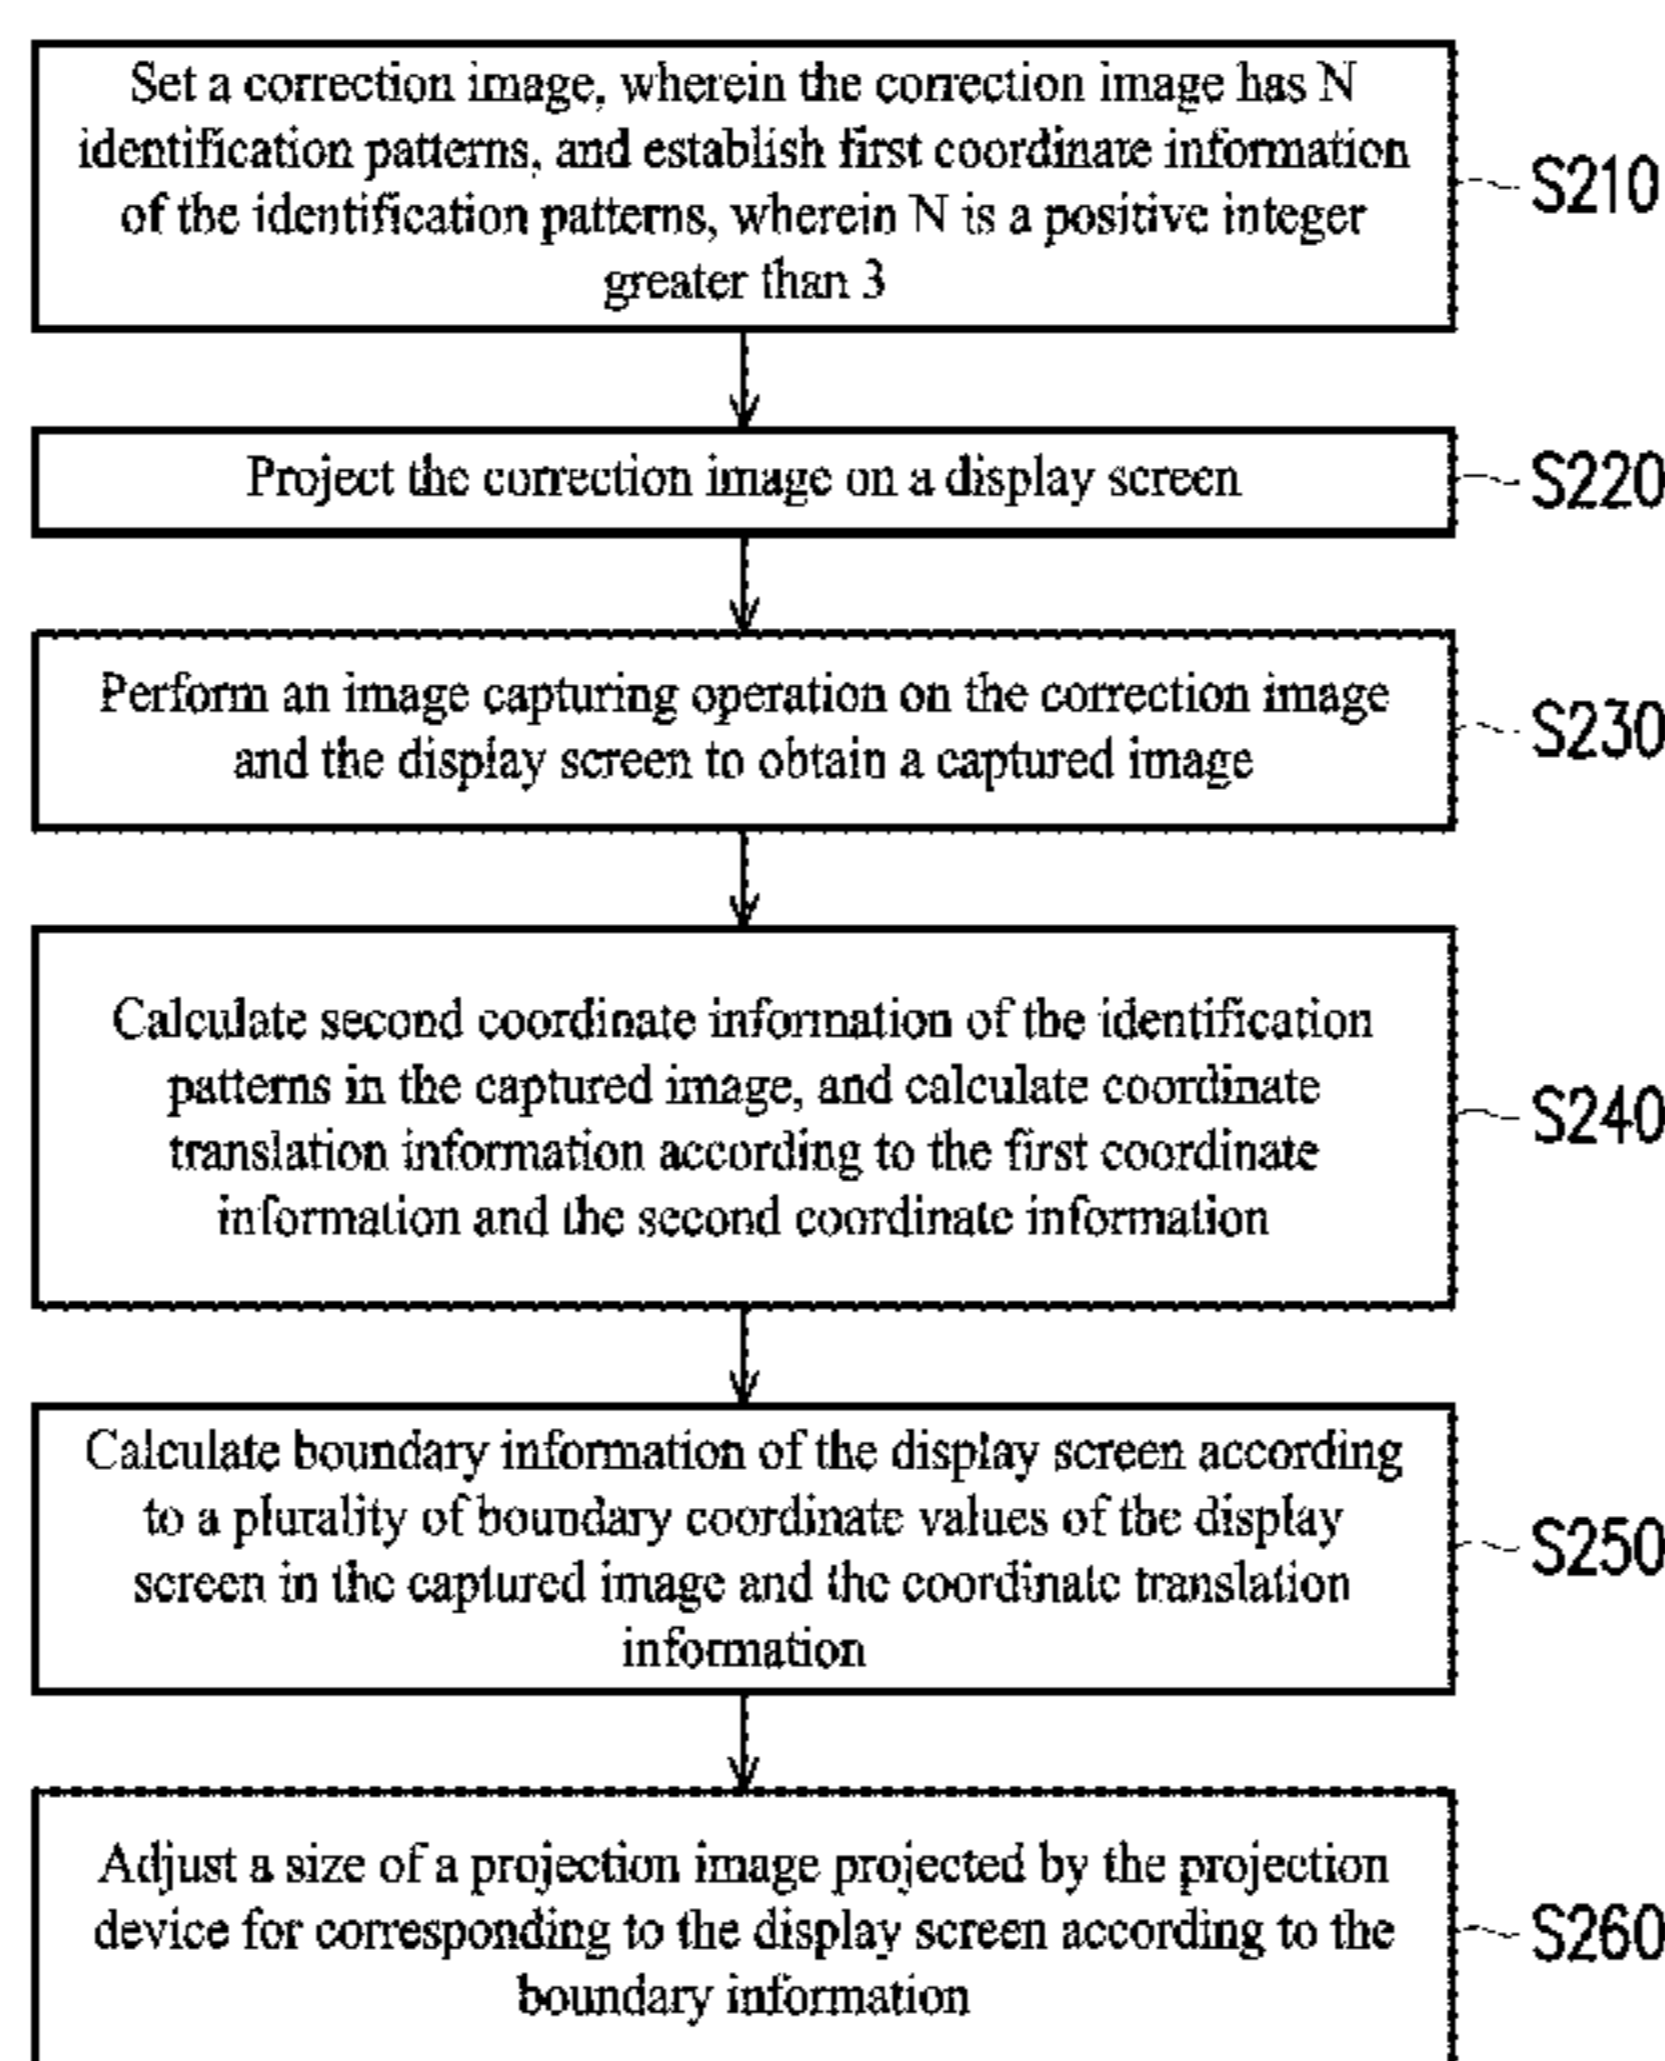 Set a correction image, wherein the correction image has N
identification patterns, and establish first coordinate information
of the identification patterns, wherein N is a positive integer
greater than 3
S210
Project the correction image on a display screen
S220
Perform an image capturing operation on the correction image
and the display screen to obtain a captured image
S230
Calculate second coordinate information of the identification
patterns in the captured image, and calculate coordinate
translation information according to the first coordinate
information and the second coordinate information
S240
Calculate boundary information of the display screen according
to a plurality of boundary coordinate values of the display
screen in the captured image and the coordinate translation
information
S250
Adjust a size of a projection image projected by the projection
device for corresponding to the display screen according to the
boundary information
S260